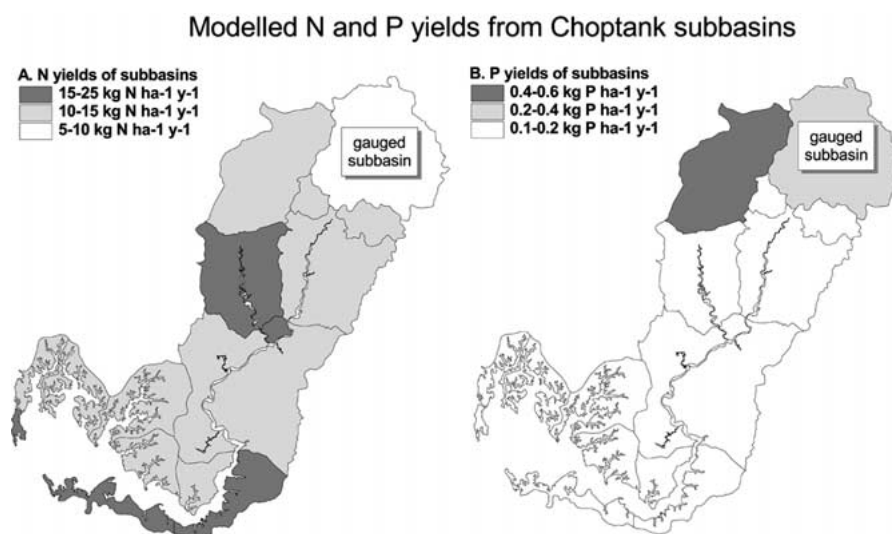 Modelled N and P yields from Choptank subbasins
A. N yields of subbasins
15-25 kg N ha-1 y-1
10-15 kg N ha-1 y-1
5-10 kg N ha-1 y-1
gauged
subbasin
B. P yields of subbasins
0.4-0.6 kg P ha-1 y-1
0.2-0.4 kg P ha-1 y-1
0.1-0.2 kg P ha-1 y-1
gauged
subbasin